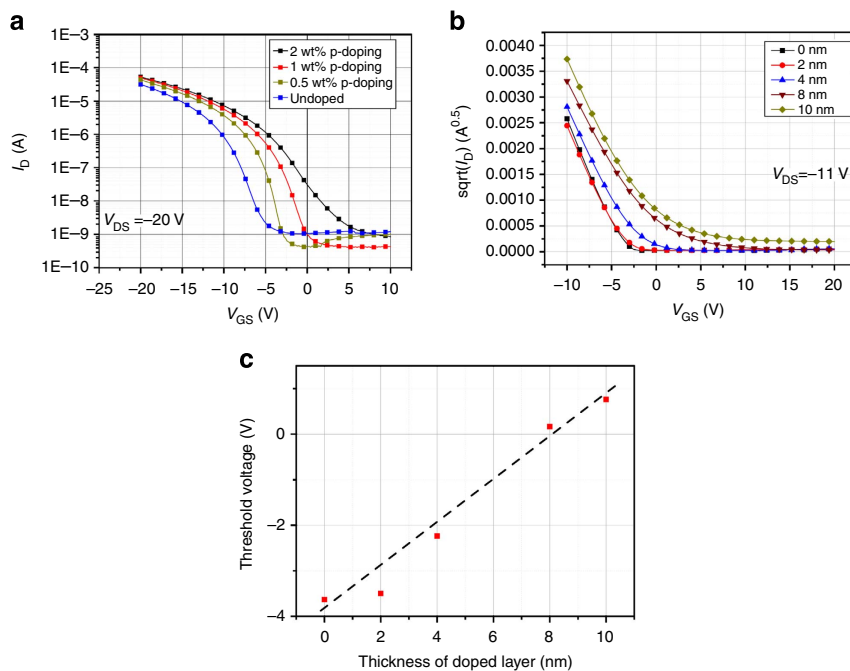 a
1E–3
1E–4
1E–5
1E–6
1E–7
1E–8
1E–9
1E–10
I_D (A)
2 wt% p-doping
1 wt% p-doping
0.5 wt% p-doping
Undoped
V_DS =–20 V
–25 –20 –15 –10 –5 0 5 10
V_GS (V)
b
0.0040
0.0035
0.0030
0.0025
0.0020
0.0015
0.0010
0.0005
0.0000
sqrt(I_D) (A^0.5)
0 nm
2 nm
4 nm
8 nm
10 nm
V_DS=–11 V
–10 –5 0 5 10 15 20
V_GS (V)
c
0
–2
–4
Threshold voltage (V)
0 2 4 6 8 10
Thickness of doped layer (nm)